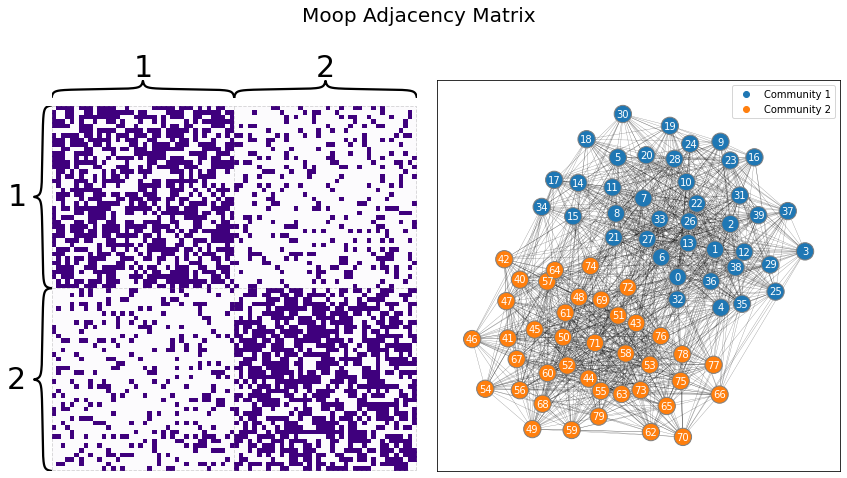 Moop Adjacency Matrix
1 2
1
2
Community 1
Community 2
30
19
18
24 9
5 20 28 23 16
17 14 11 10
7 31
34 15 8 33 22 39 37
26 2
21 27 13 1 12 3
6 38 29
0 36 25
32 4 35
42 74
64
40 57 72
47 48 69
61 51 43
45 50 76
46 41 71 58 78
67 52 53 77
60 44 75
54 56 55 63 73 66
68 65
79
49 59 62 70